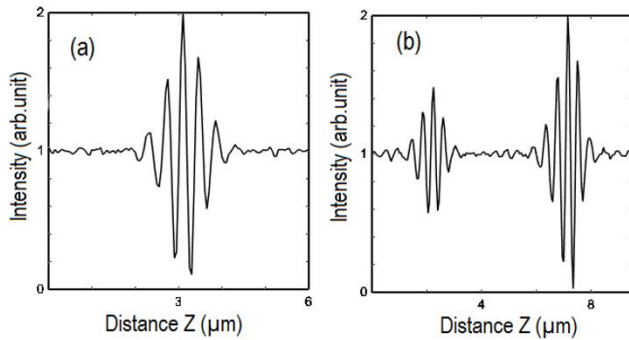 (a)
2
1
0
Intensity (arb.unit)
3
6
Distance Z (µm)
(b)
2
1
0
Intensity (arb.unit)
4
8
Distance Z (µm)